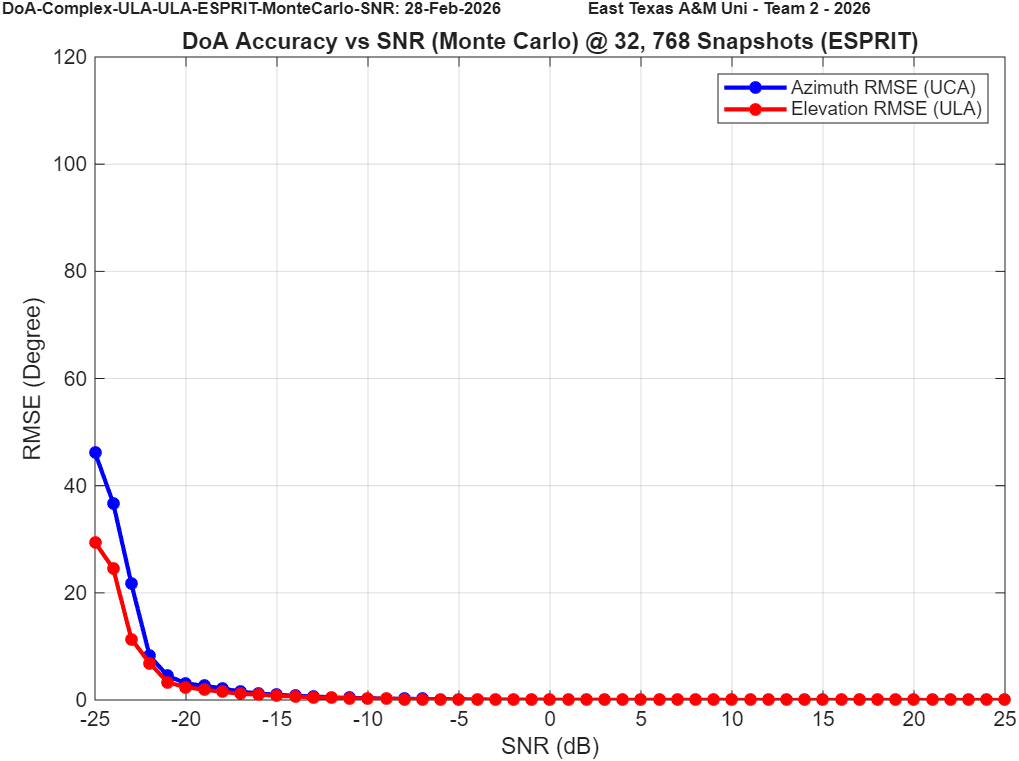 DoA-Complex-ULA-ULA-ESPRIT-MonteCarlo-SNR: 28-Feb-2026 East Texas A&M Uni - Team 2 - 2026
DoA Accuracy vs SNR (Monte Carlo) @ 32, 768 Snapshots (ESPRIT)
Azimuth RMSE (UCA)
Elevation RMSE (ULA)
RMSE (Degree)
120
100
80
60
40
20
0
-25 -20 -15 -10 -5 0 5 10 15 20 25
SNR (dB)